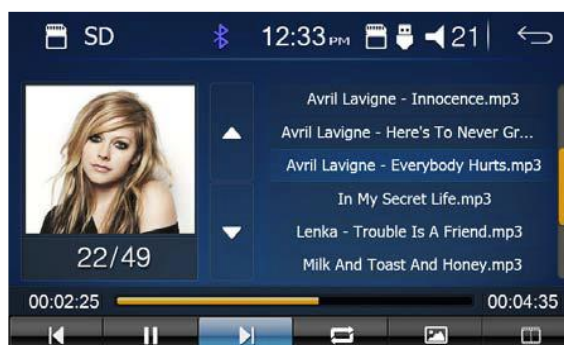 SD 12:33 PM 21
Avril Lavigne - Innocence.mp3
Avril Lavigne - Here's To Never Gr...
Avril Lavigne - Everybody Hurts.mp3
In My Secret Life.mp3
Lenka - Trouble Is A Friend.mp3
Milk And Toast And Honey.mp3
22/49
00:02:25 00:04:35